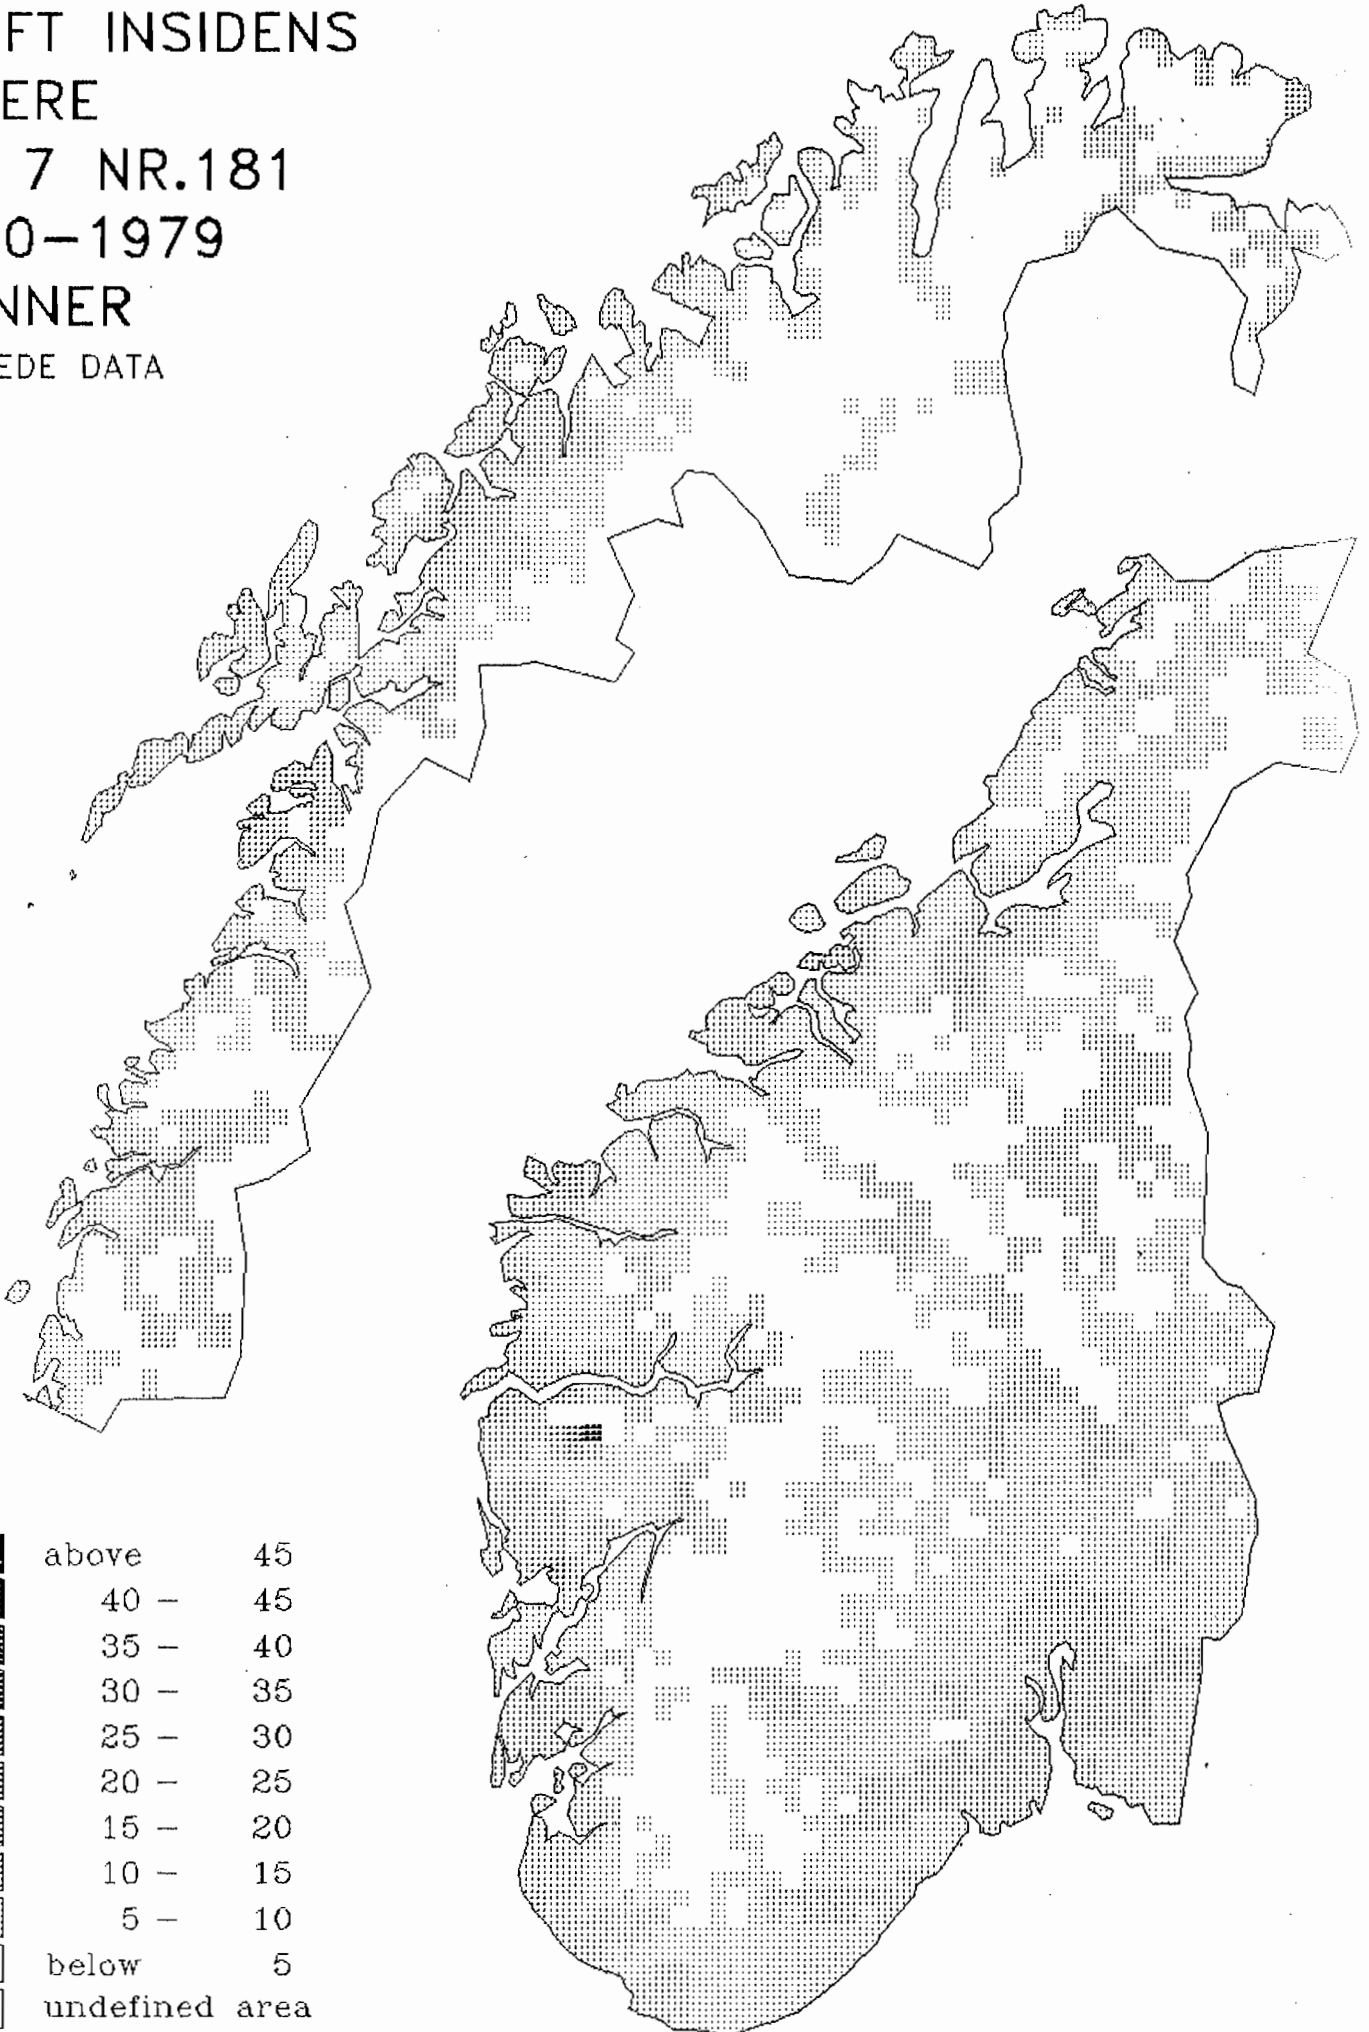 FT INSIDENS
ERE
7 NR.181
0-1979
NNER
EDE DATA
above 45
40 - 45
35 - 40
30 - 35
25 - 30
20 - 25
15 - 20
10 - 15
5 - 10
below 5
undefined area